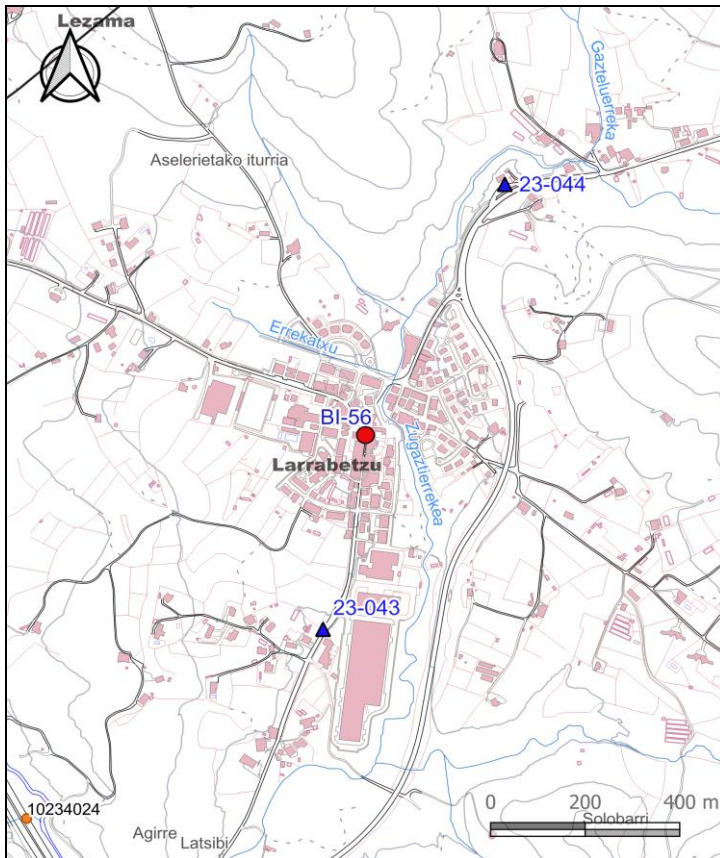 Lezama
Gazteluerreka
Aselerietako iturria
23-044
Errekatxu
BI-56
Larrabetzu
Zugaztierrekea
23-043
10234024
Agirre
Latsibi
0 200 400 m
Solobarri